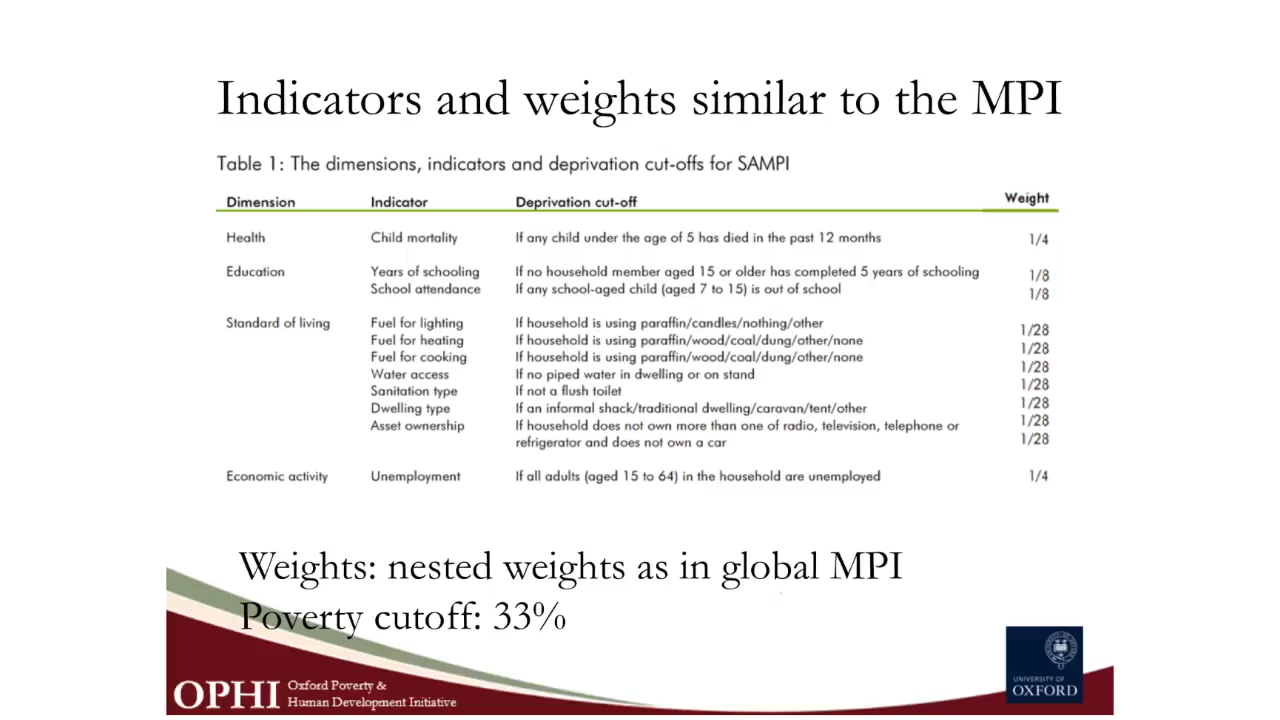 Indicators and weights similar to the MPI
Table 1: The dimensions, indicators and deprivation cut-offs for SAMPI
Dimension Indicator Deprivation cut-off Weight
Health Child mortality If any child under the age of 5 has died in the past 12 months 1/4
Education Years of schooling If no household member aged 15 or older has completed 5 years of schooling 1/8
School attendance If any school-aged child (aged 7 to 15) is out of school 1/8
Standard of living Fuel for lighting If household is using paraffin/candles/nothing/other 1/28
Fuel for heating If household is using paraffin/wood/coal/dung/other/none 1/28
Fuel for cooking If household is using paraffin/wood/coal/dung/other/none 1/28
Water access If no piped water in dwelling or on stand 1/28
Sanitation type If not a flush toilet 1/28
Dwelling type If an informal shack/traditional dwelling/caravan/tent/other 1/28
Asset ownership If household does not own more than one of radio, television, telephone or 1/28
refrigerator and does not own a car
Economic activity Unemployment If all adults (aged 15 to 64) in the household are unemployed 1/4
Weights: nested weights as in global MPI
Poverty cutoff: 33%
OPHI
Oxford Poverty &
Human Development Initiative
UNIVERSITY OF
OXFORD